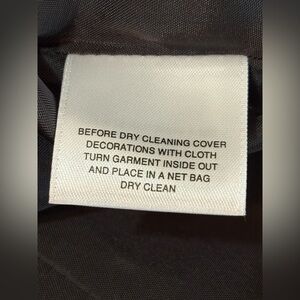 BEFORE DRY CLEANING COVER
DECORATIONS WITH CLOTH
TURN GARMENT INSIDE OUT
AND PLACE IN A NET BAG
DRY CLEAN